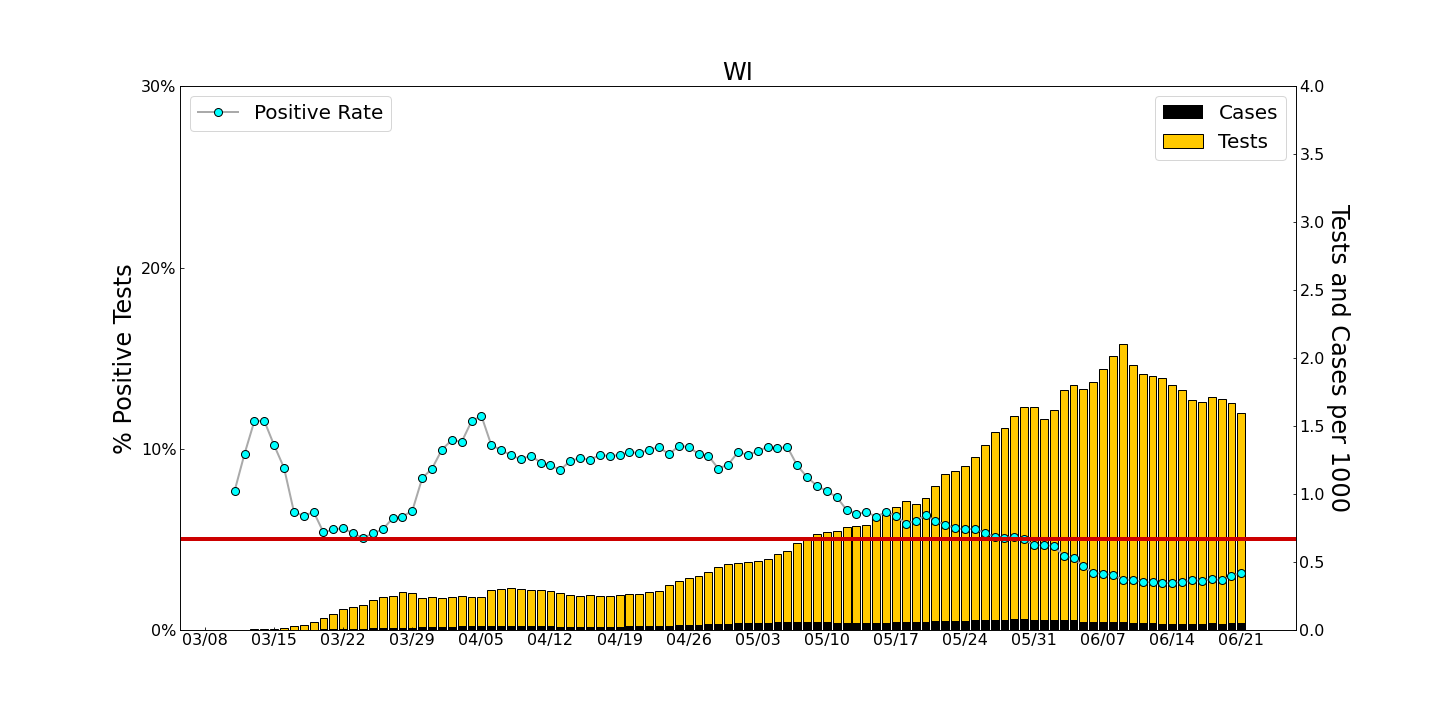 WI
30%
20%
10%
0%
% Positive Tests
Positive Rate
Cases
Tests
4.0
3.5
3.0
2.5
2.0
1.5
1.0
0.5
0.0
Tests and Cases per 1000
03/08 03/15 03/22 03/29 04/05 04/12 04/19 04/26 05/03 05/10 05/17 05/24 05/31 06/07 06/14 06/21